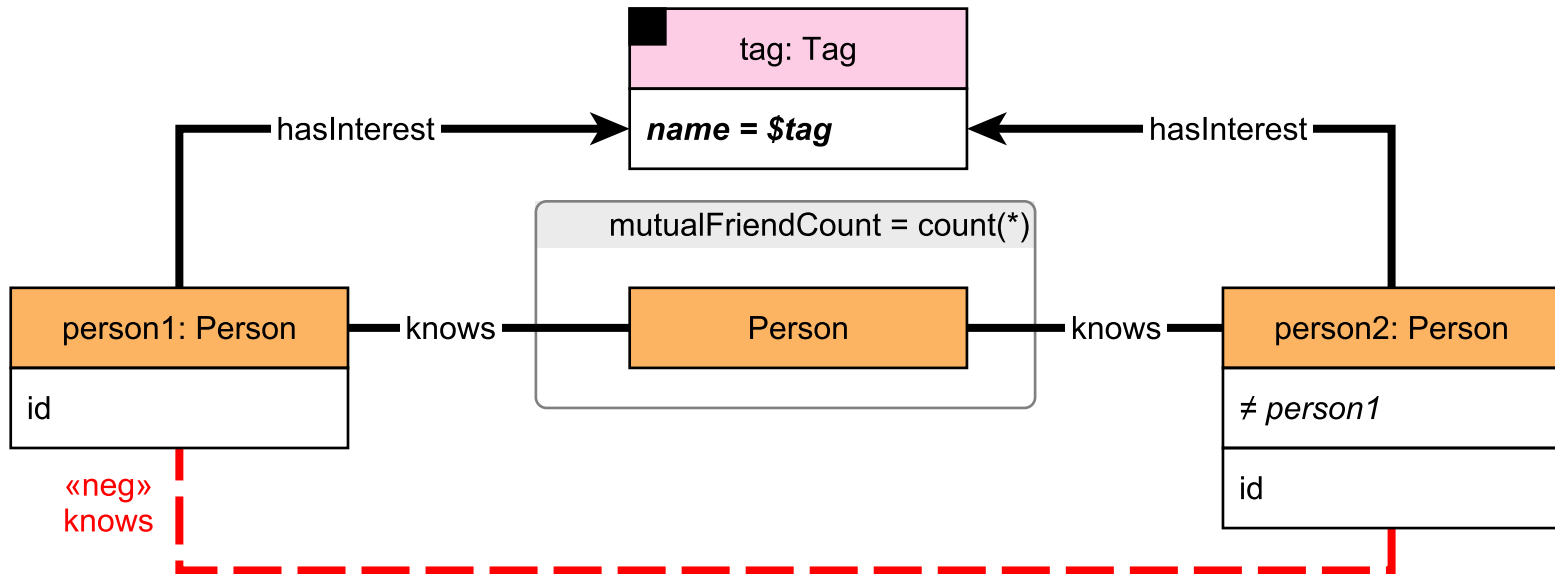 tag: Tag
name = $tag
hasInterest
hasInterest
mutualFriendCount = count(*)
person1: Person
knows
Person
knows
person2: Person
id
≠ person1
id
«neg»
knows